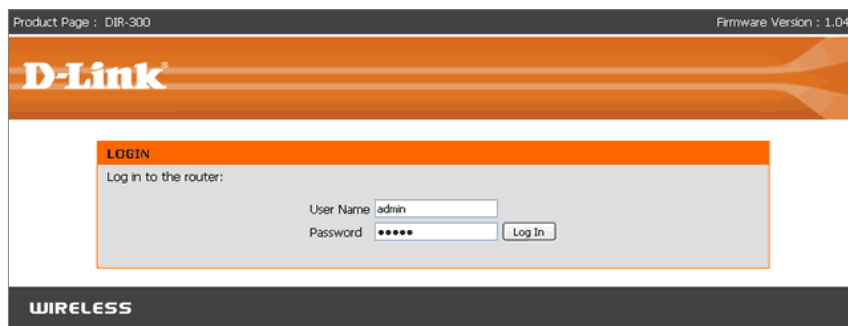 Product Page : DIR-300 Firmware Version : 1.04
D-Link
LOGIN
Log in to the router:
User Name admin
Password ••••• Log In
WIRELESS